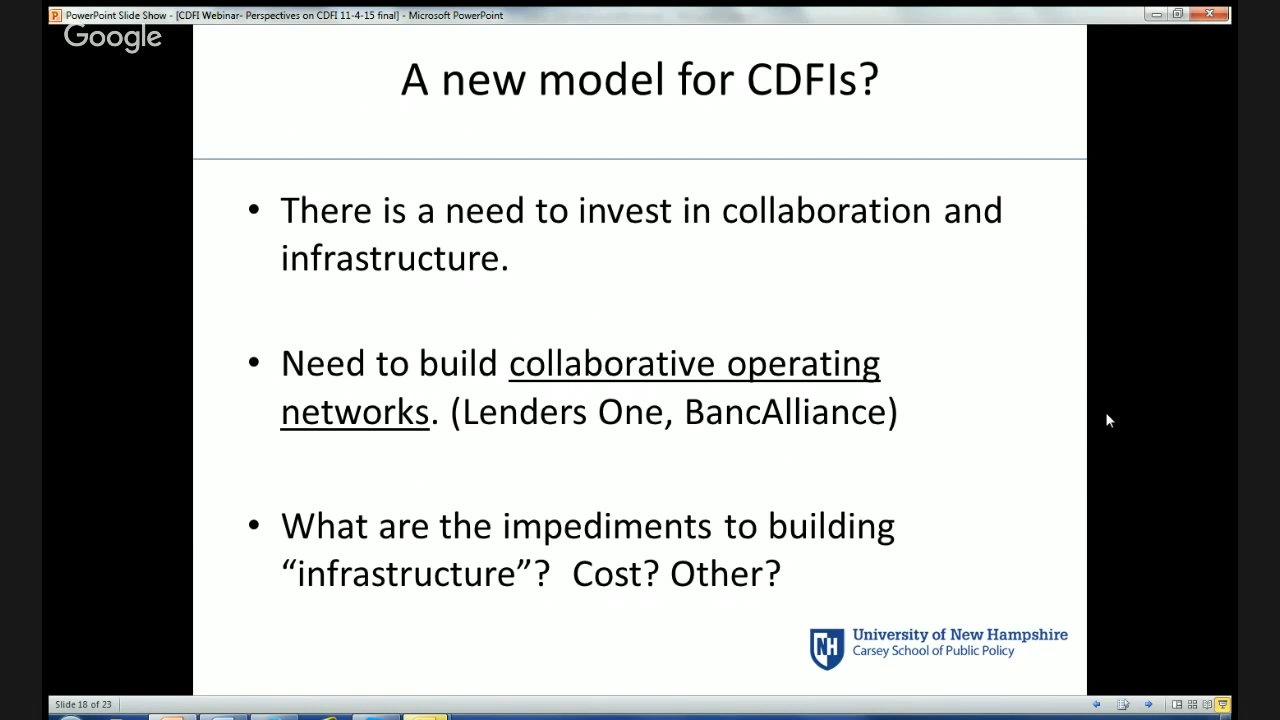 PowerPoint Slide Show - [CDFI Webinar- Perspectives on CDFI 11-4-15 final] - Microsoft PowerPoint
Google
A new model for CDFIs?
• There is a need to invest in collaboration and
infrastructure.
• Need to build collaborative operating
networks. (Lenders One, BancAlliance)
• What are the impediments to building
“infrastructure”?  Cost? Other?
NH
University of New Hampshire
Carsey School of Public Policy
Slide 18 of 23